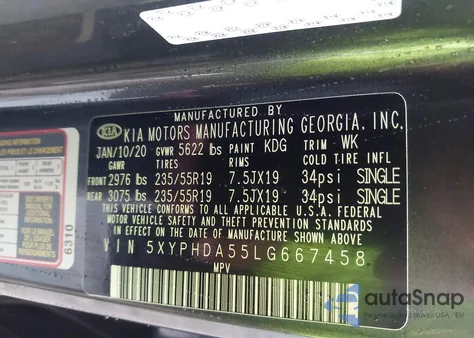 MANUFACTURED BY
KIA KIA MOTORS MANUFACTURING GEORGIA, INC.
JAN/10/20 GVWR 5622 lbs PAINT KDG TRIM WK
GAWR TIRES RIMS COLD TIRE INFL
FRONT 2976 lbs 235/55R19 7.5JX19 34psi SINGLE
REAR 3075 lbs 235/55R19 7.5JX19 34psi SINGLE
THIS VEHICLE CONFORMS TO ALL APPLICABLE U.S.A. FEDERAL
MOTOR VEHICLE SAFETY AND THEFT PREVENTION STANDARDS
IN EFFECT ON THE DATE OF MANUFACTURE SHOWN ABOVE
VIN 5XYPHDA55LG667458
MPV
6310
autoSnap